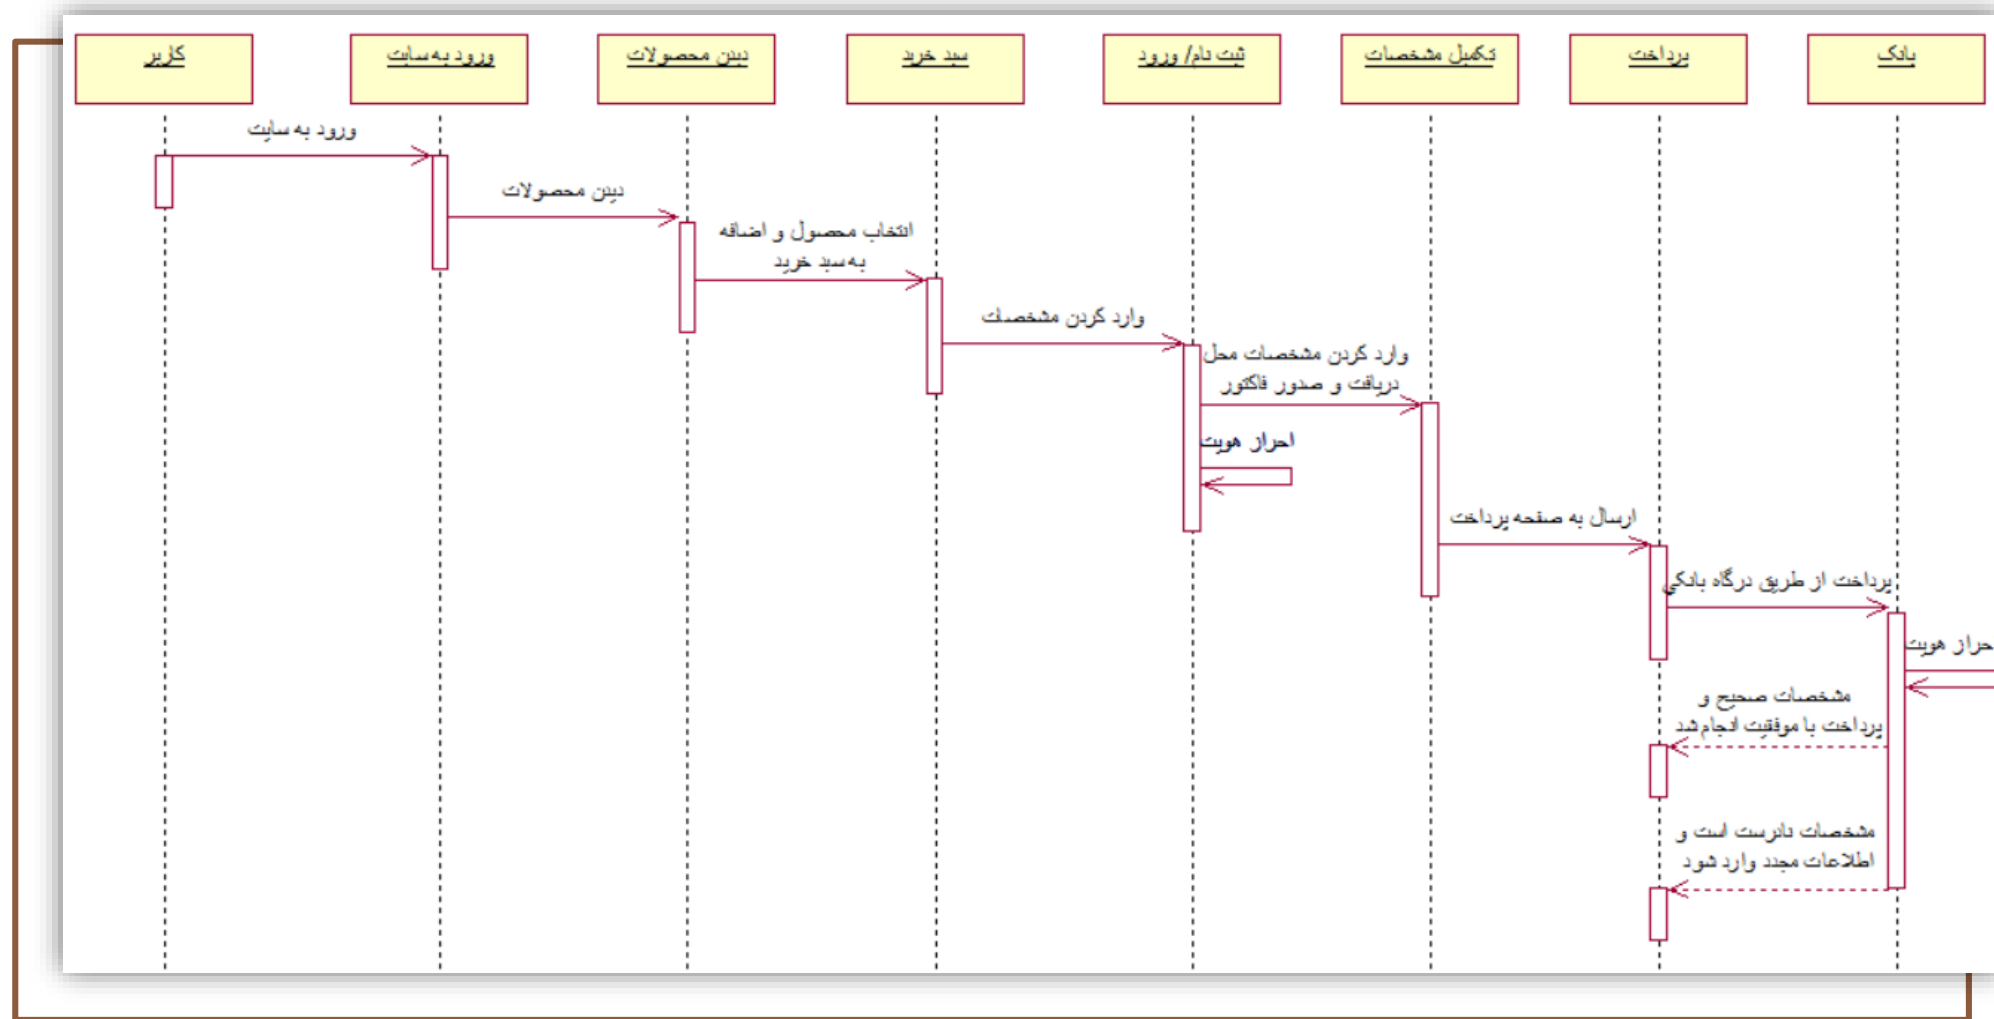 کاربر
ورود به سایت
دیدن محصولات
سبد خرید
ثبت نام/ ورود
تکمیل مشخصات
پرداخت
بانک
ورود به سایت
دیدن محصولات
انتخاب محصول و اضافه
به سبد خرید
وارد کردن مشخصات
وارد کردن مشخصات محل
دریافت و صدور فاکتور
احراز هویت
ارسال به صفحه پرداخت
پرداخت از طریق درگاه بانکی
حراز هویت
مشخصات صحیح و
پرداخت با موفقیت انجام شد
مشخصات نادرست است و
اطلاعات مجدد وارد شود